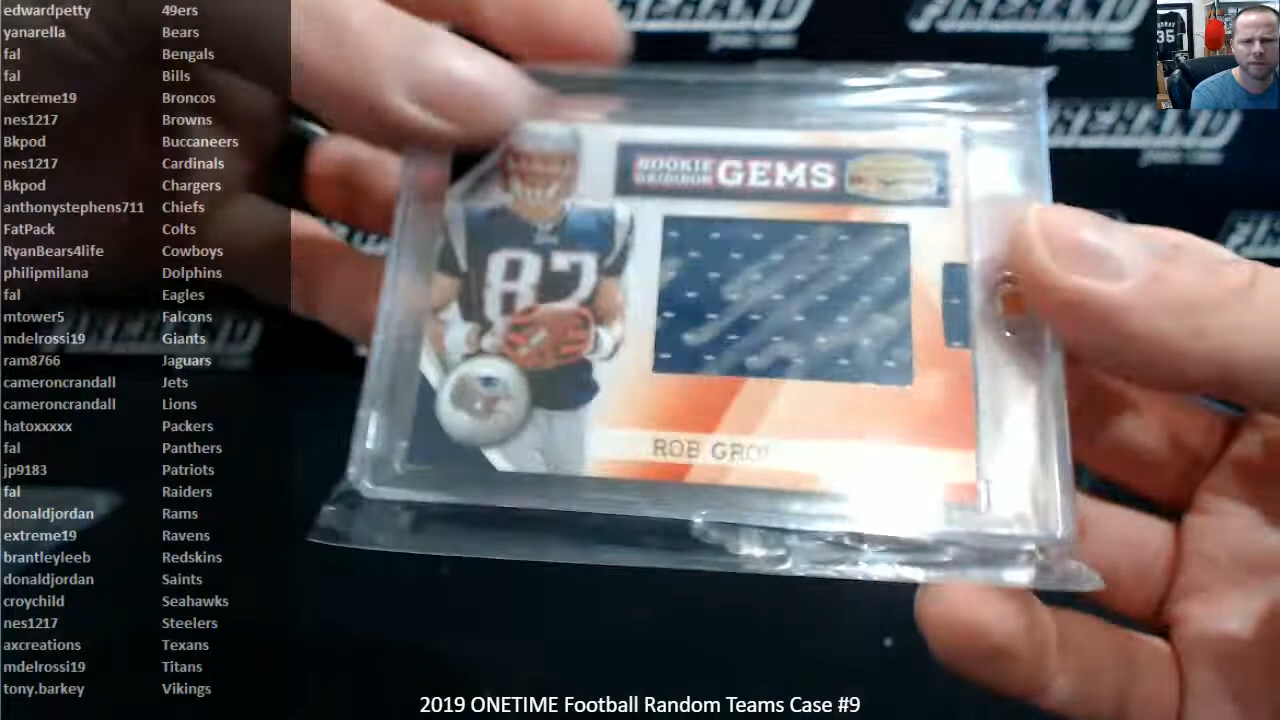 edwardpetty 49ers
yanarella Bears
fal Bengals
fal Bills
extreme19 Broncos
nes1217 Browns
Bkpod Buccaneers
nes1217 Cardinals
Bkpod Chargers
anthonystephens711 Chiefs
FatPack Colts
RyanBears4life Cowboys
philipmilana Dolphins
fal Eagles
mtower5 Falcons
mdelrossi19 Giants
ram8766 Jaguars
cameroncrandall Jets
cameroncrandall Lions
hatoxxxxx Packers
fal Panthers
jp9183 Patriots
fal Raiders
donaldjordan Rams
extreme19 Ravens
brantleyleeb Redskins
donaldjordan Saints
croychild Seahawks
nes1217 Steelers
axcreations Texans
mdelrossi19 Titans
tony.barkey Vikings
ROOKIE
GRIDIRON
GEMS
87
ROB GRO
35
2019 ONETIME Football Random Teams Case #9